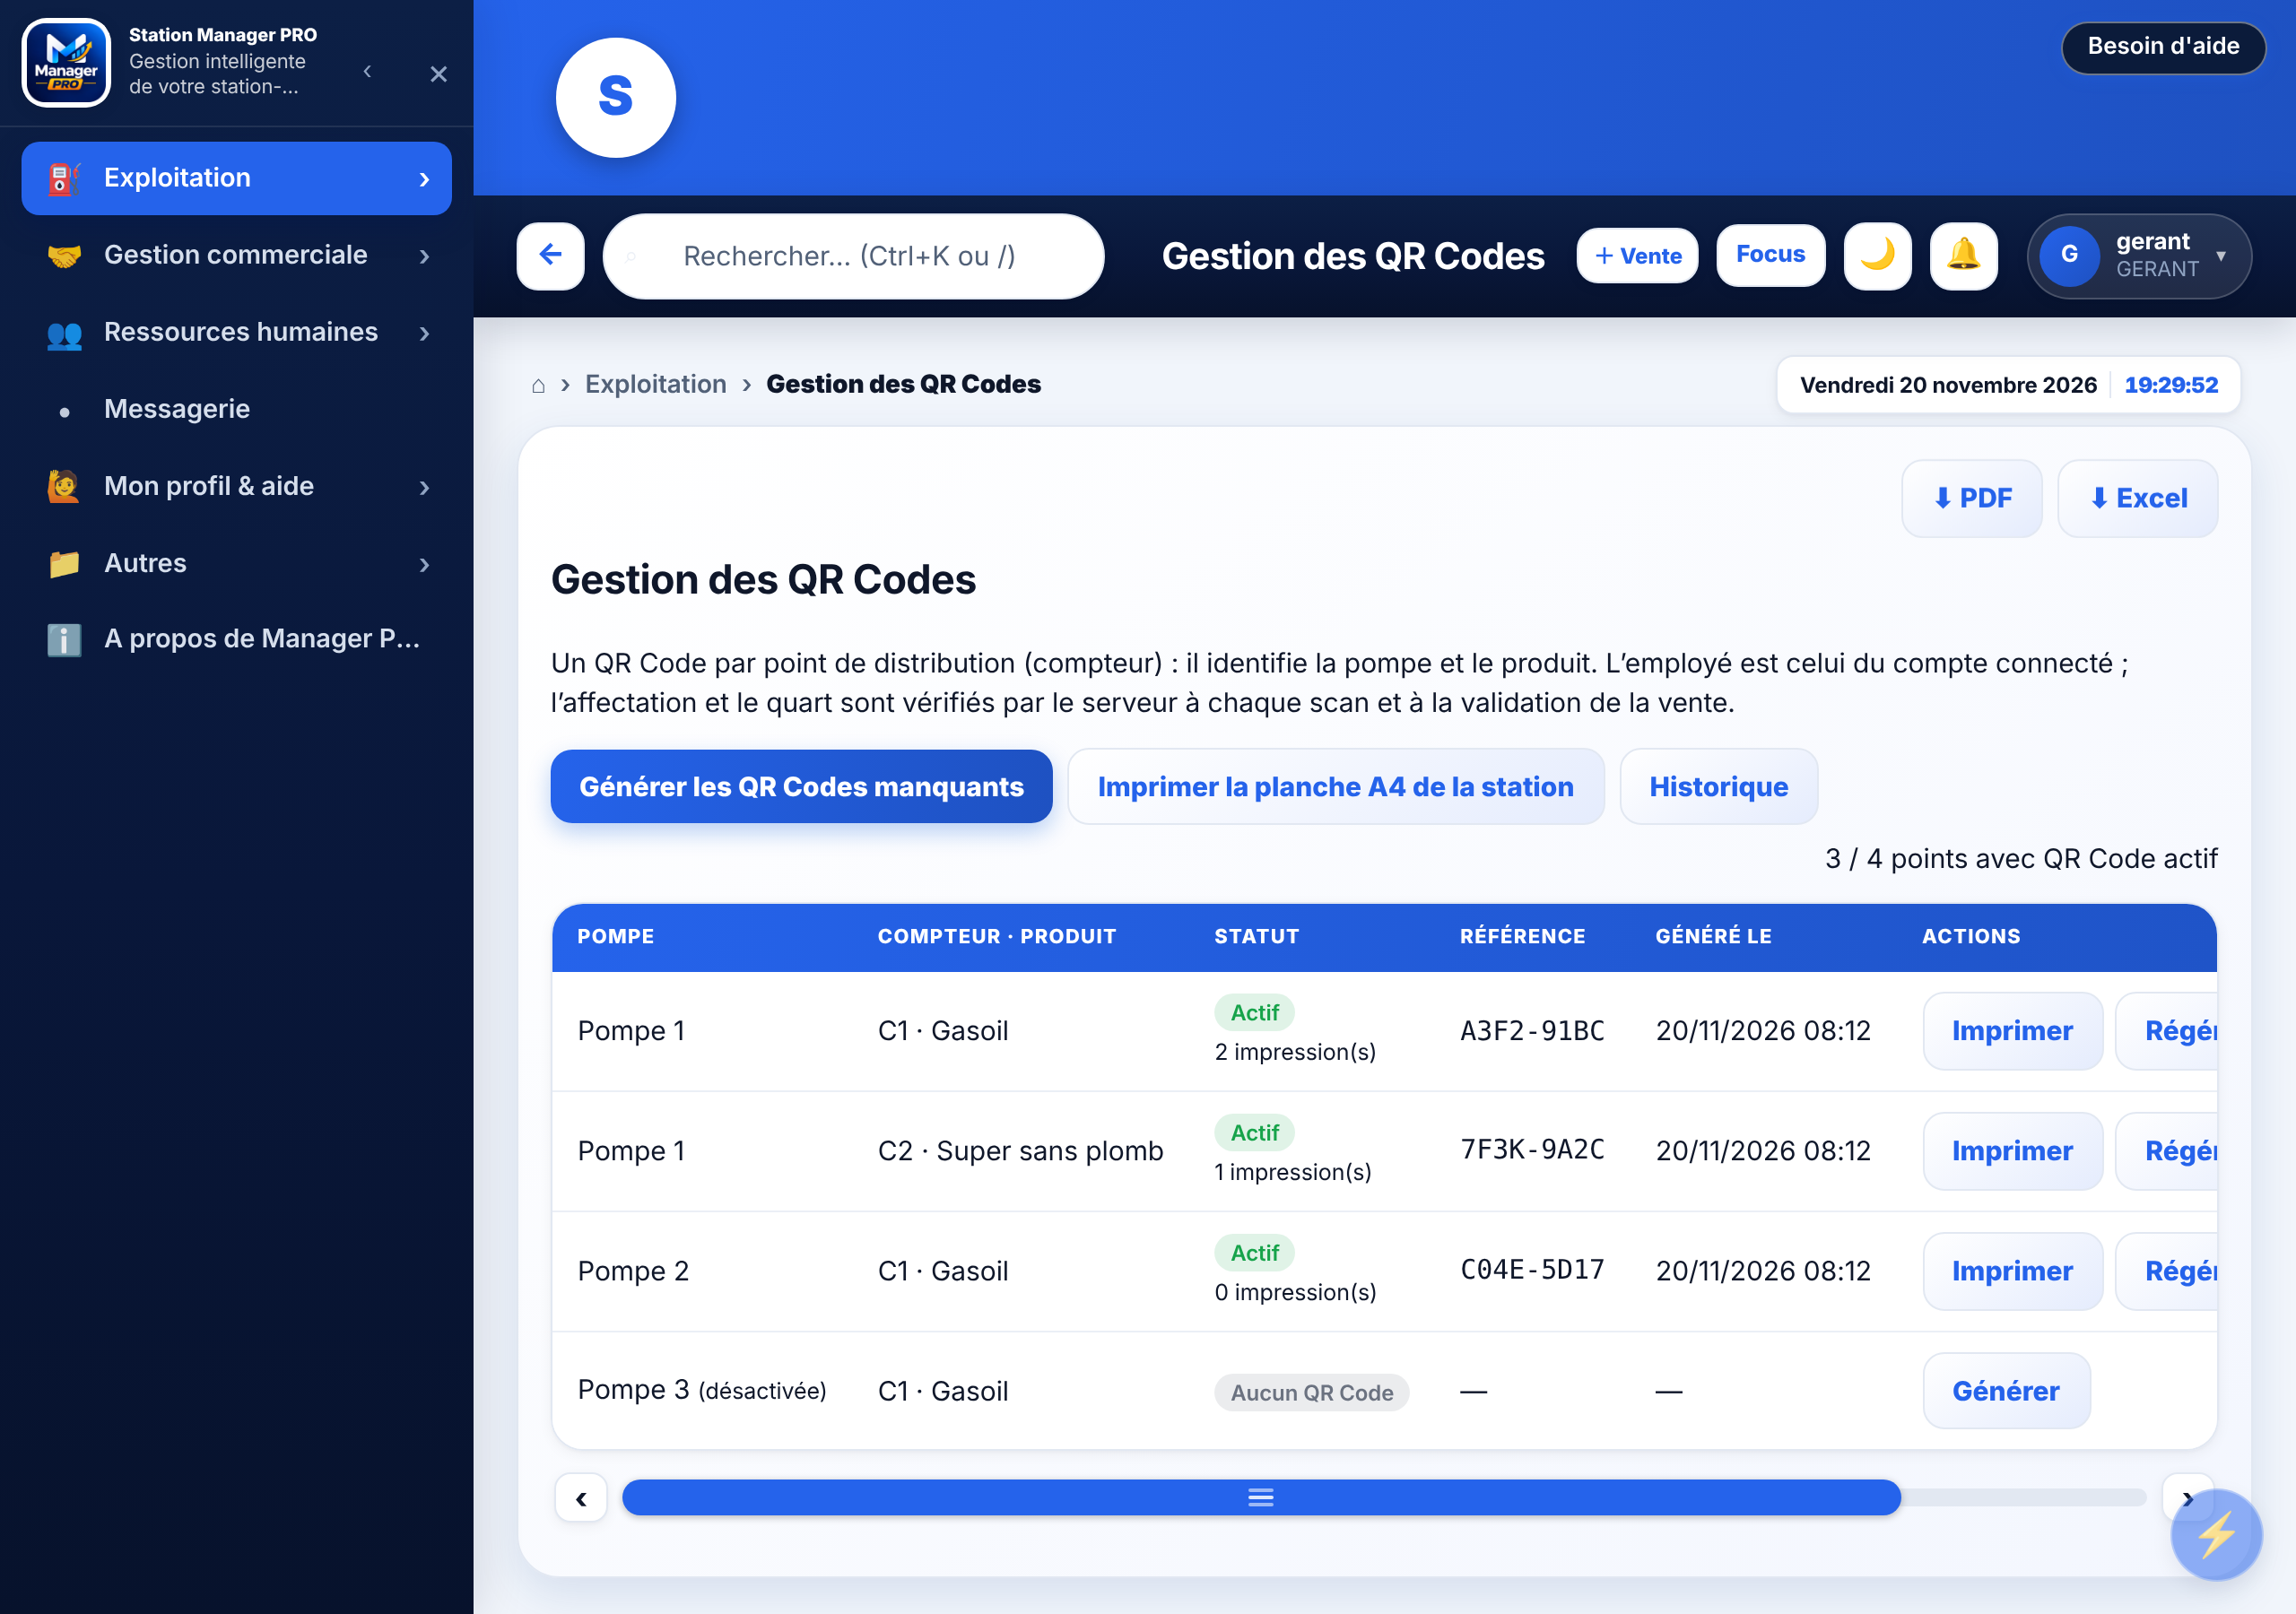 Manager
PRO
Station Manager PRO
Gestion intelligente
de votre station-...
Exploitation
Gestion commerciale
Ressources humaines
Messagerie
Mon profil & aide
Autres
A propos de Manager P...
S
Besoin d'aide
Rechercher... (Ctrl+K ou /)
Gestion des QR Codes
+ Vente
Focus
G
gerant
GERANT
Exploitation › Gestion des QR Codes
Vendredi 20 novembre 2026 19:29:52
PDF
Excel
Gestion des QR Codes
Un QR Code par point de distribution (compteur) : il identifie la pompe et le produit. L’employé est celui du compte connecté ;
l’affectation et le quart sont vérifiés par le serveur à chaque scan et à la validation de la vente.
Générer les QR Codes manquants
Imprimer la planche A4 de la station
Historique
3 / 4 points avec QR Code actif
POMPE COMPTEUR · PRODUIT STATUT RÉFÉRENCE GÉNÉRÉ LE ACTIONS
Pompe 1 C1 · Gasoil Actif 2 impression(s) A3F2-91BC 20/11/2026 08:12 Imprimer Régér
Pompe 1 C2 · Super sans plomb Actif 1 impression(s) 7F3K-9A2C 20/11/2026 08:12 Imprimer Régér
Pompe 2 C1 · Gasoil Actif 0 impression(s) C04E-5D17 20/11/2026 08:12 Imprimer Régér
Pompe 3 (désactivée) C1 · Gasoil Aucun QR Code — — Générer